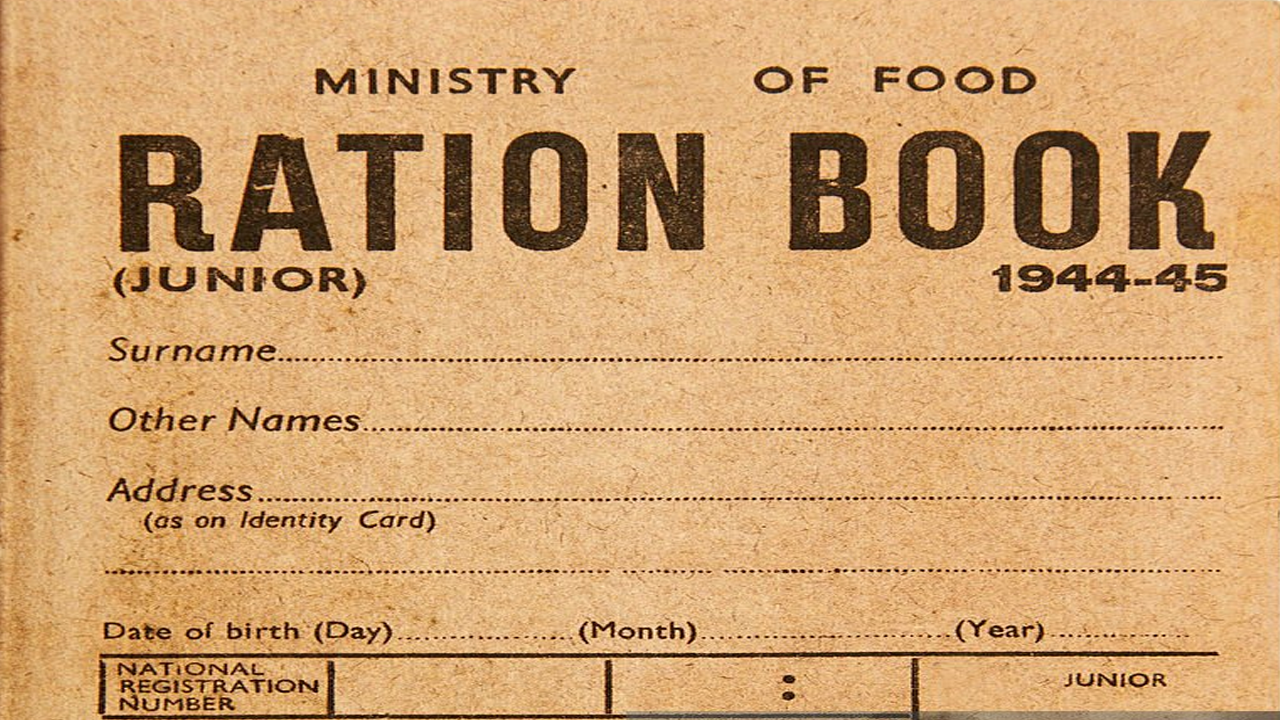 MINISTRY OF FOOD
RATION BOOK
(JUNIOR) 1944-45
Surname
Other Names
Address
(as on Identity Card)
Date of birth (Day) (Month) (Year)
NATIONAL
REGISTRATION
NUMBER
:
JUNIOR